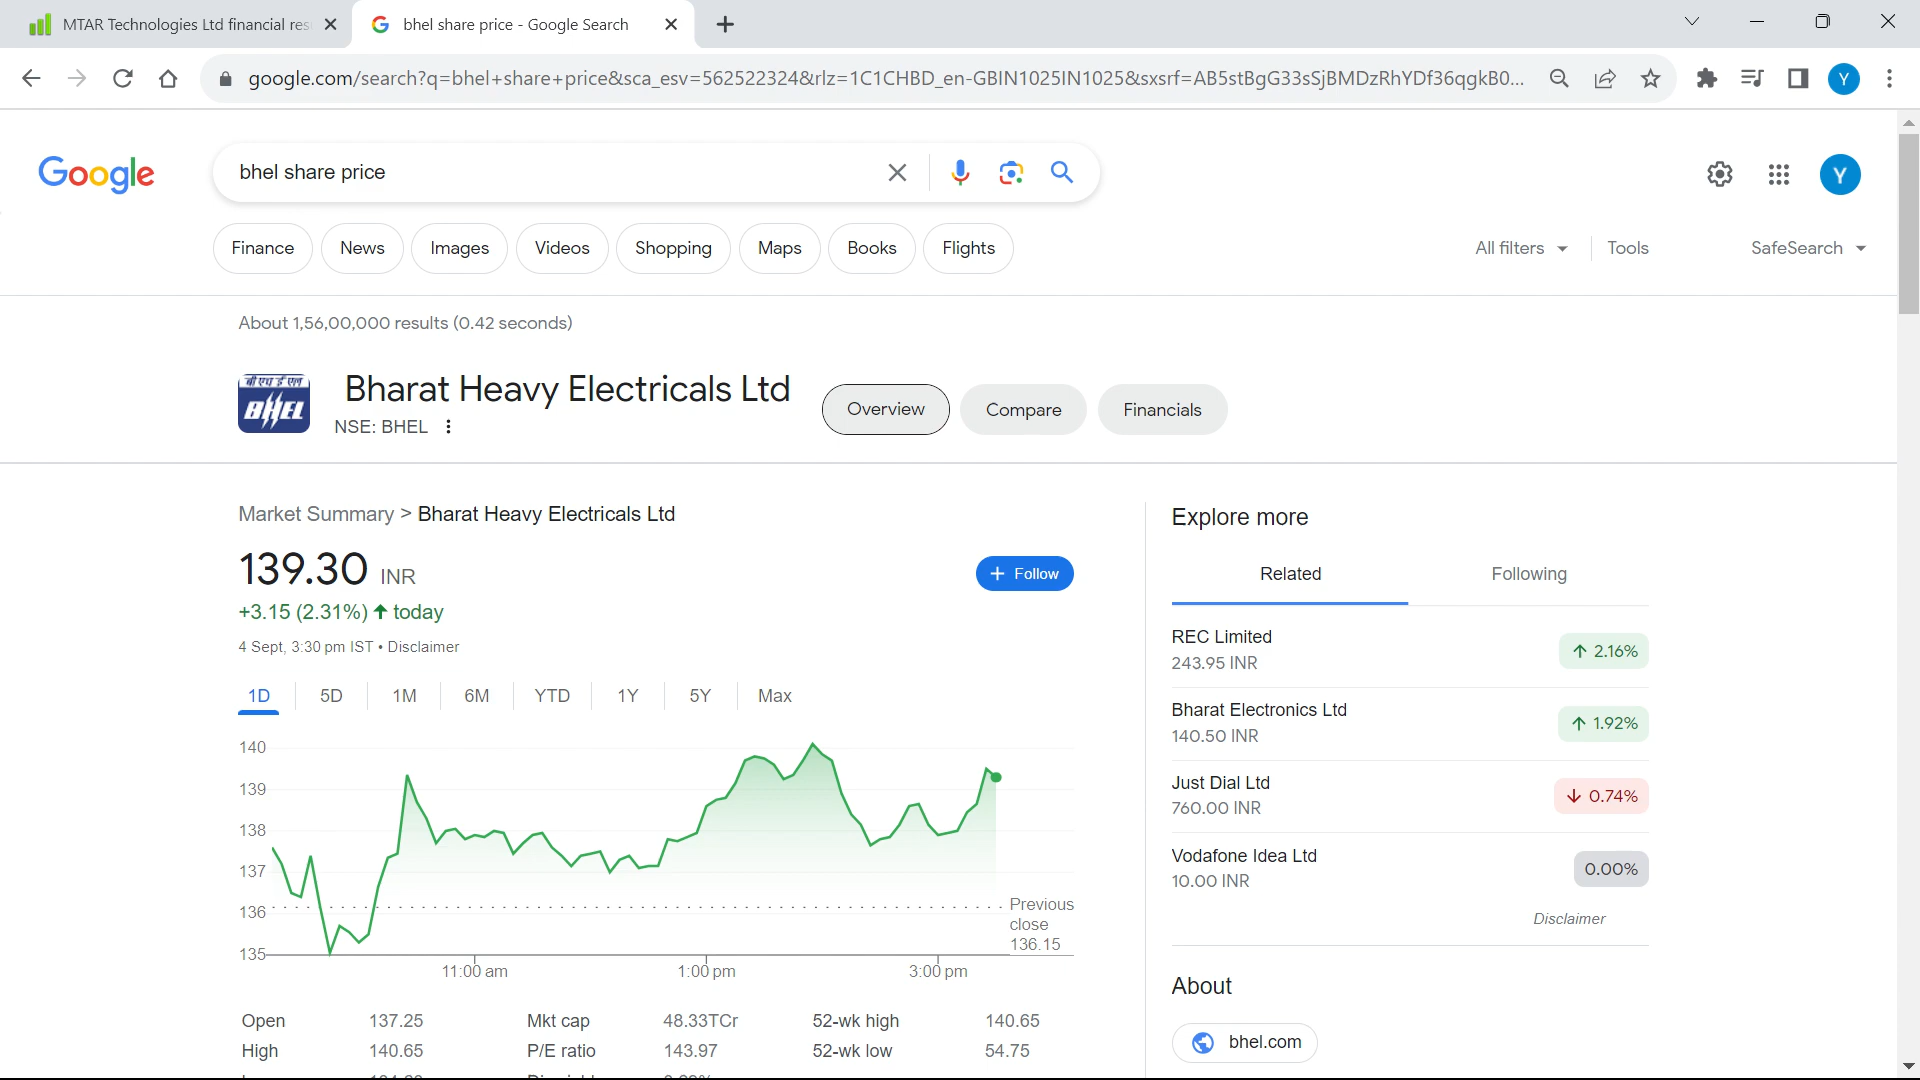 MTAR Technologies Ltd financial res
bhel share price - Google Search
google.com/search?q=bhel+share+price&sca_esv=562522324&rlz=1C1CHBD_en-GBIN1025IN1025&sxsrf=AB5stBgG33sSjBMDzRhYDf36qgkB0...
Y
Google
bhel share price
Y
Finance
News
Images
Videos
Shopping
Maps
Books
Flights
All filters
Tools
SafeSearch
About 1,56,00,000 results (0.42 seconds)
बी एच ई एल
BHEL
Bharat Heavy Electricals Ltd
NSE: BHEL
Overview
Compare
Financials
Market Summary > Bharat Heavy Electricals Ltd
139.30 INR
+ Follow
+3.15 (2.31%) ↑ today
4 Sept, 3:30 pm IST • Disclaimer
1D
5D
1M
6M
YTD
1Y
5Y
Max
140
139
138
137
136
135
Previous
close
136.15
11:00 am
1:00 pm
3:00 pm
Open 137.25 Mkt cap 48.33TCr 52-wk high 140.65
High 140.65 P/E ratio 143.97 52-wk low 54.75
Explore more
Related
Following
REC Limited
243.95 INR
↑ 2.16%
Bharat Electronics Ltd
140.50 INR
↑ 1.92%
Just Dial Ltd
760.00 INR
↓ 0.74%
Vodafone Idea Ltd
10.00 INR
0.00%
Disclaimer
About
bhel.com